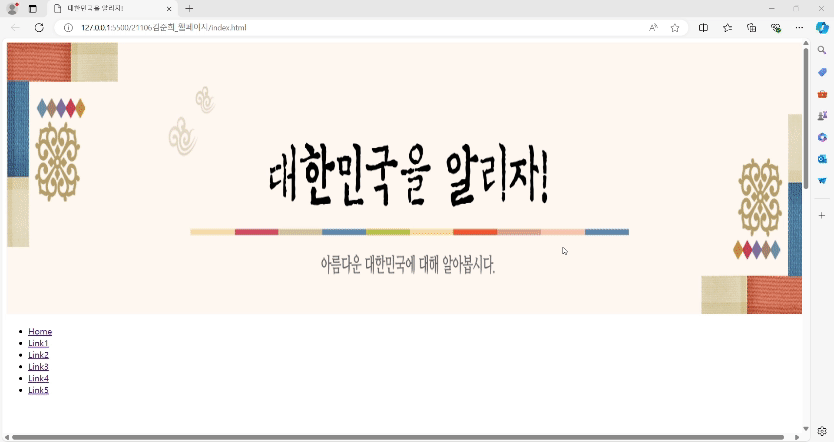 대한민국을 알리자!
127.0.0.1:5500/21106김순희_웹페이지/index.html
대한민국을 알리자!
아름다운 대한민국에 대해 알아봅시다.
Home
Link1
Link2
Link3
Link4
Link5